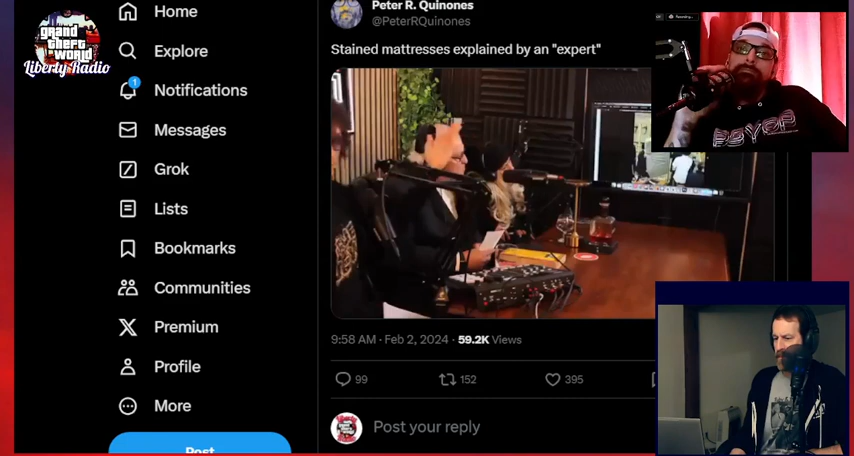 grand
theft
world
Liberty Radio
Home
Explore
1
Notifications
Messages
Grok
Lists
Bookmarks
Communities
Premium
Profile
More
Post
Peter R. Quinones
@PeterRQuinones
Stained mattresses explained by an "expert"
9:58 AM · Feb 2, 2024 · 59.2K Views
99
152
395
Post your reply